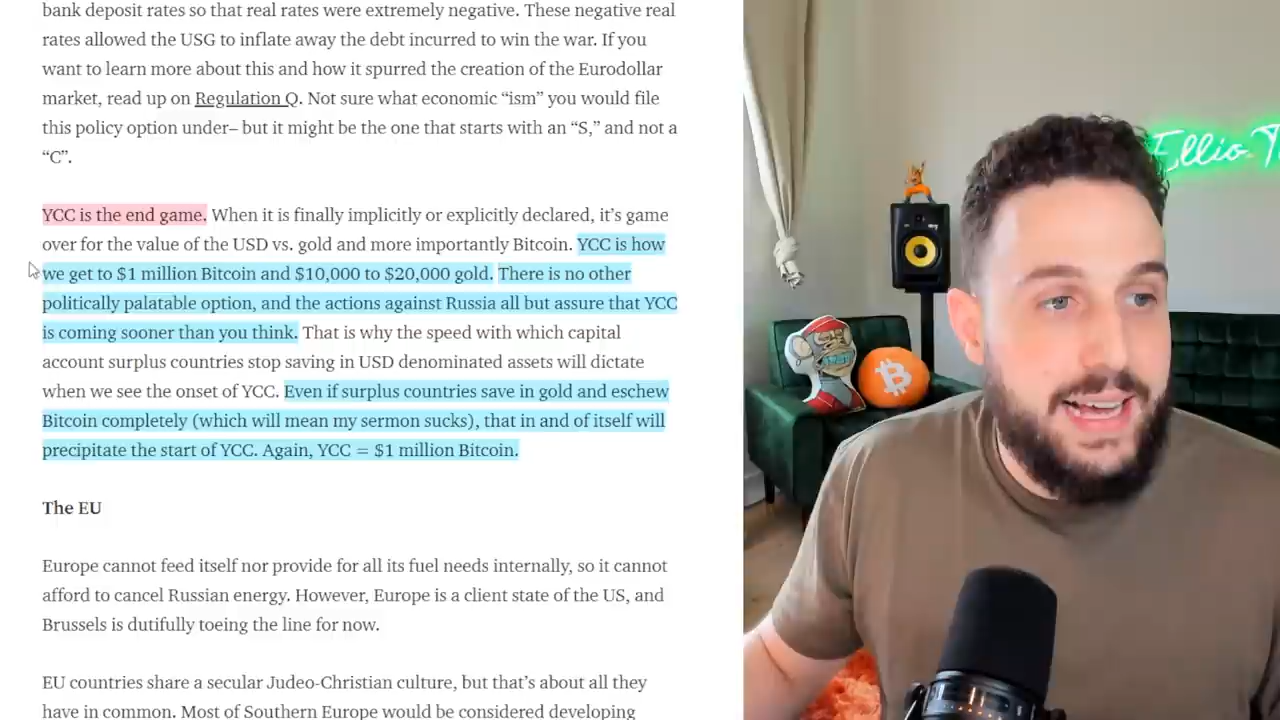 bank deposit rates so that real rates were extremely negative. These negative real
rates allowed the USG to inflate away the debt incurred to win the war. If you
want to learn more about this and how it spurred the creation of the Eurodollar
market, read up on Regulation Q. Not sure what economic “ism” you would file
this policy option under– but it might be the one that starts with an “S,” and not a
“C”.
YCC is the end game. When it is finally implicitly or explicitly declared, it’s game
over for the value of the USD vs. gold and more importantly Bitcoin. YCC is how
we get to $1 million Bitcoin and $10,000 to $20,000 gold. There is no other
politically palatable option, and the actions against Russia all but assure that YCC
is coming sooner than you think. That is why the speed with which capital
account surplus countries stop saving in USD denominated assets will dictate
when we see the onset of YCC. Even if surplus countries save in gold and eschew
Bitcoin completely (which will mean my sermon sucks), that in and of itself will
precipitate the start of YCC. Again, YCC = $1 million Bitcoin.
The EU
Europe cannot feed itself nor provide for all its fuel needs internally, so it cannot
afford to cancel Russian energy. However, Europe is a client state of the US, and
Brussels is dutifully toeing the line for now.
EU countries share a secular Judeo-Christian culture, but that’s about all they
have in common. Most of Southern Europe would be considered developing
Ellio T